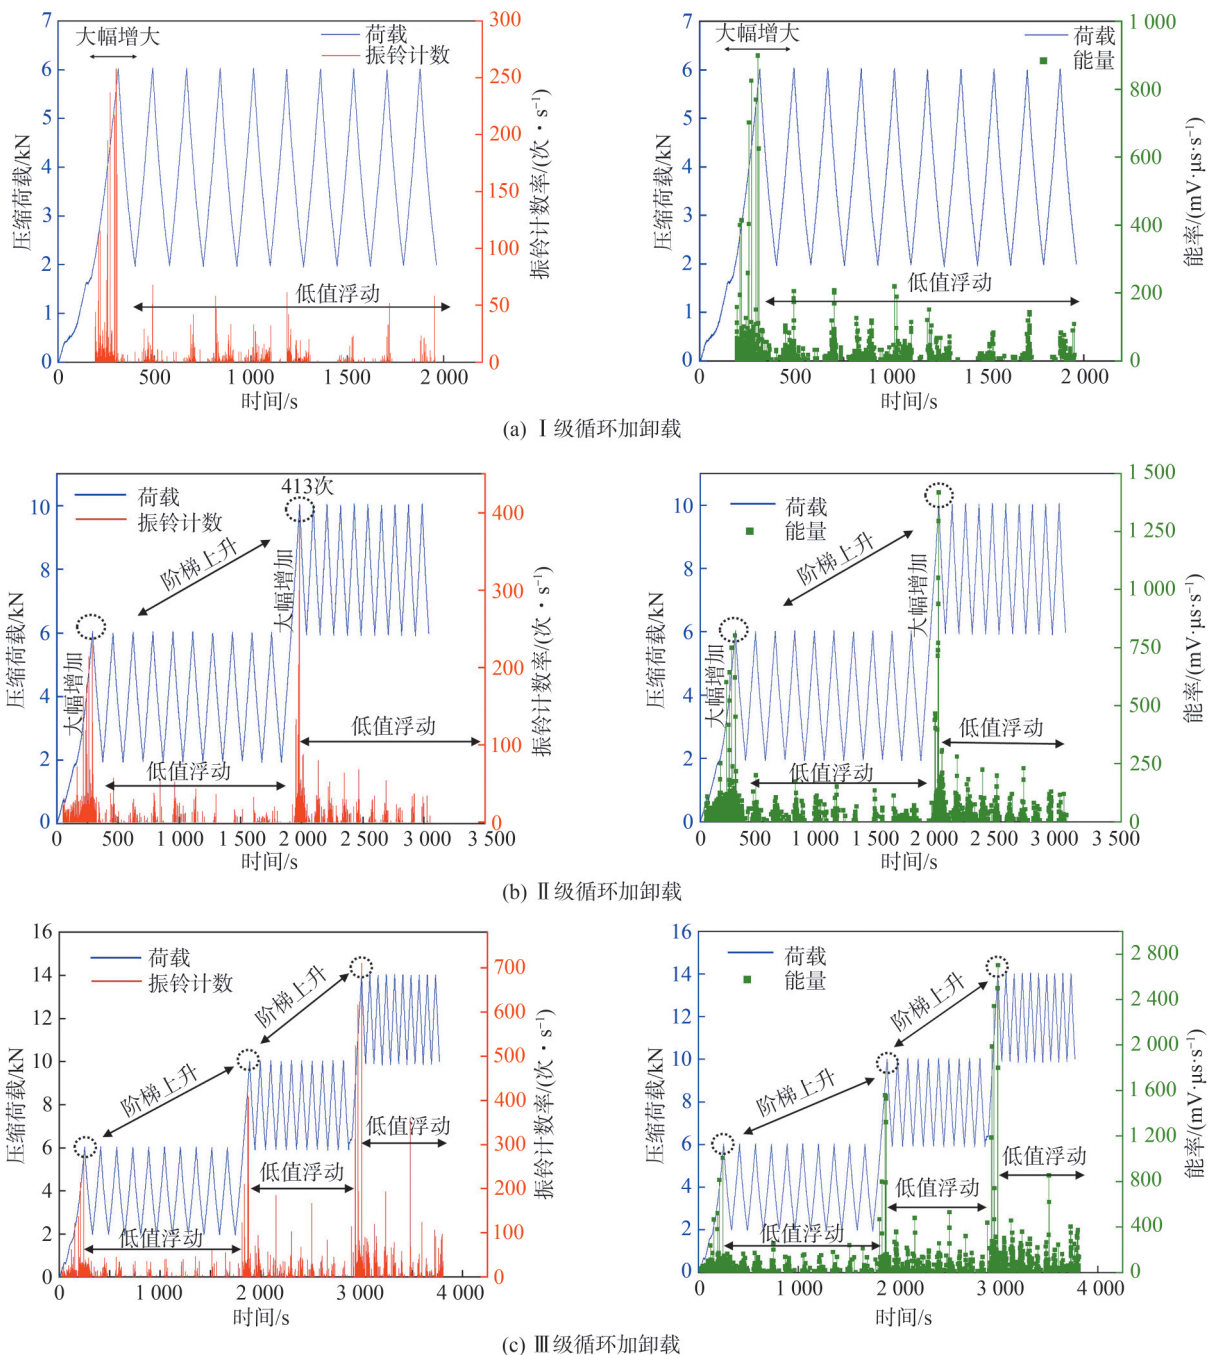 大幅增大
荷载
振铃计数
压缩荷载/kN
振铃计数率/(次·s⁻¹)
7
6
5
4
3
2
1
0
300
250
200
150
100
50
0
低值浮动
0 500 1 000 1 500 2 000
时间/s
大幅增大
荷载
能量
压缩荷载/kN
能率/(mV·μs·s⁻¹)
7
6
5
4
3
2
1
0
1 000
800
600
400
200
0
低值浮动
0 500 1 000 1 500 2 000
时间/s
(a) Ⅰ级循环加卸载
荷载
振铃计数
413次
阶梯上升
大幅增加
大幅增加
低值浮动
低值浮动
压缩荷载/kN
振铃计数率/(次·s⁻¹)
10
8
6
4
2
0
400
300
200
100
0
0 500 1 000 1 500 2 000 2 500 3 000 3 500
时间/s
荷载
能量
阶梯上升
大幅增加
大幅增加
低值浮动
低值浮动
压缩荷载/kN
能率/(mV·μs·s⁻¹)
10
8
6
4
2
0
1 500
1 250
1 000
750
500
250
0
0 500 1 000 1 500 2 000 2 500 3 000 3 500
时间/s
(b) Ⅱ级循环加卸载
荷载
振铃计数
阶梯上升
阶梯上升
低值浮动
低值浮动
低值浮动
压缩荷载/kN
振铃计数率/(次·s⁻¹)
16
14
12
10
8
6
4
2
0
700
600
500
400
300
200
100
0
0 1 000 2 000 3 000 4 000
时间/s
荷载
能量
阶梯上升
阶梯上升
低值浮动
低值浮动
低值浮动
压缩荷载/kN
能率/(mV·μs·s⁻¹)
16
14
12
10
8
6
4
2
0
2 800
2 400
2 000
1 600
1 200
800
400
0
0 1 000 2 000 3 000 4 000
时间/s
(c) Ⅲ级循环加卸载